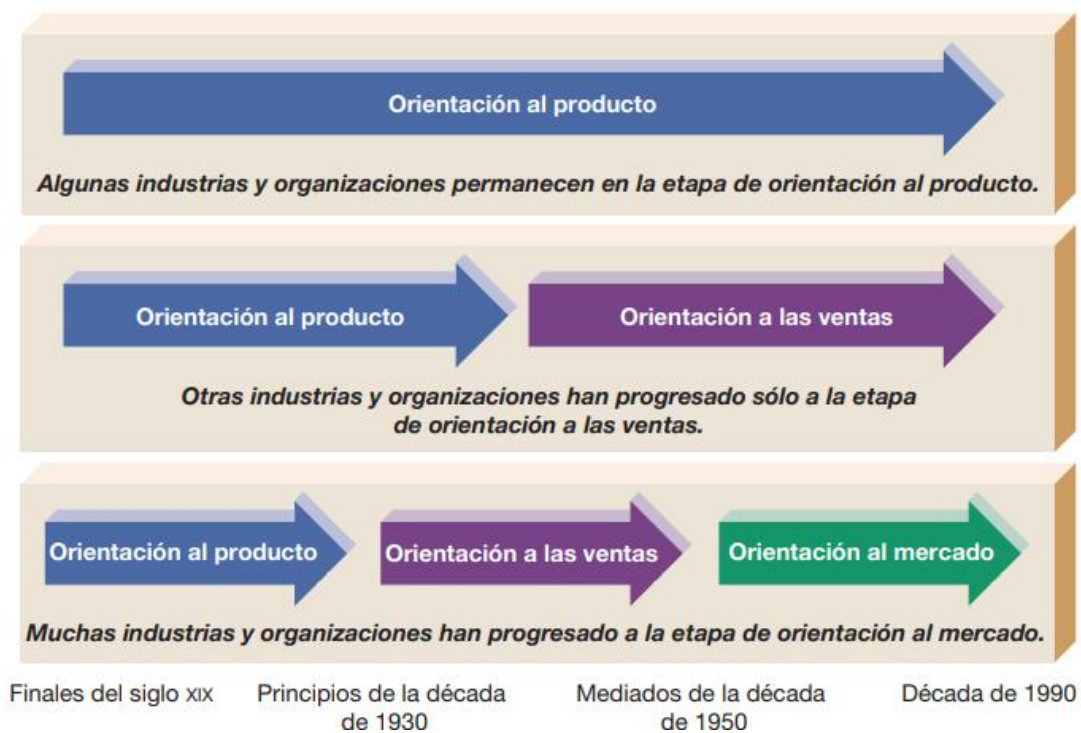 Orientación al producto
Algunas industrias y organizaciones permanecen en la etapa de orientación al producto.
Orientación al producto
Orientación a las ventas
Otras industrias y organizaciones han progresado sólo a la etapa
de orientación a las ventas.
Orientación al producto
Orientación a las ventas
Orientación al mercado
Muchas industrias y organizaciones han progresado a la etapa de orientación al mercado.
Finales del siglo XIX
Principios de la década
de 1930
Mediados de la década
de 1950
Década de 1990